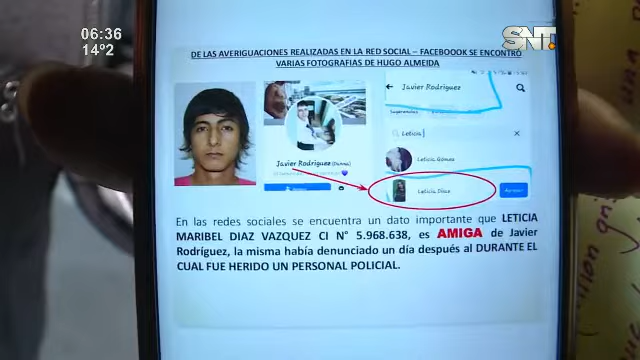 06:36
14°2
SNT
DE LAS AVERIGUACIONES REALIZADAS EN LA RED SOCIAL – FACEBOOK SE ENCONTRO
VARIAS FOTOGRAFIAS DE HUGO ALMEIDA
Javier Rodriguez
Leticia
Leticia Gómez
Javier Rodriguez
Leticia Díaz
En las redes sociales se encuentra un dato importante que LETICIA
MARIBEL DIAZ VAZQUEZ CI N° 5.968.638, es AMIGA de Javier
Rodríguez, la misma había denunciado un día después al DURANTE EL
CUAL FUE HERIDO UN PERSONAL POLICIAL.